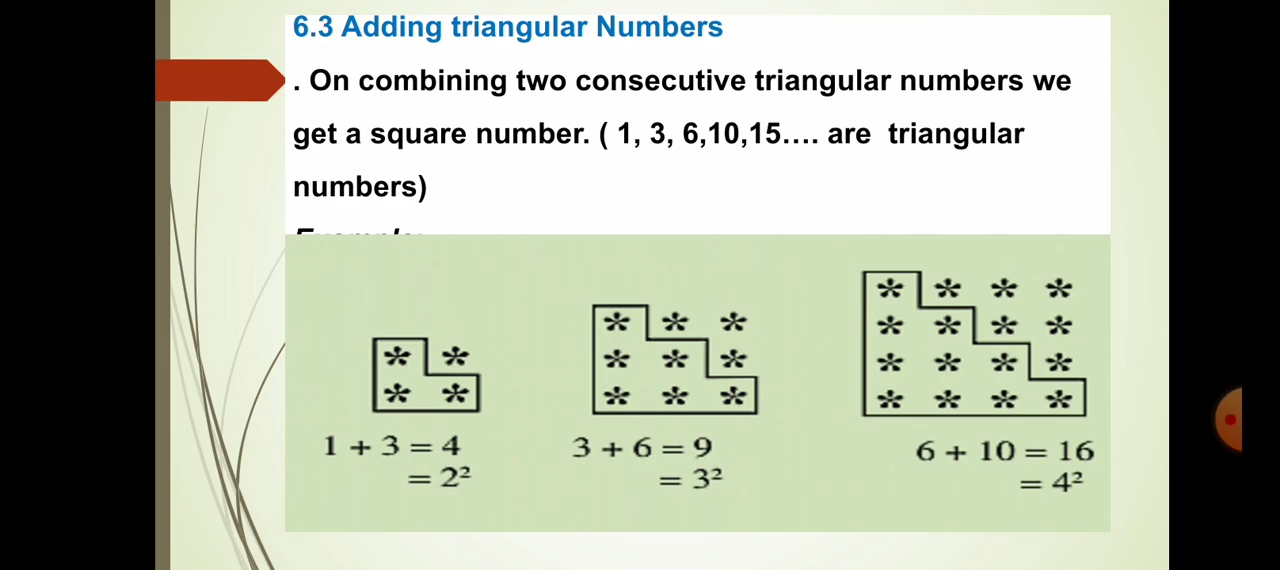 6.3 Adding triangular Numbers
. On combining two consecutive triangular numbers we
get a square number. ( 1, 3, 6,10,15.... are triangular
numbers)
* *
* *
1 + 3 = 4
= 2²
* * *
* * *
* * *
3 + 6 = 9
= 3²
* * * *
* * * *
* * * *
* * * *
6 + 10 = 16
= 4²